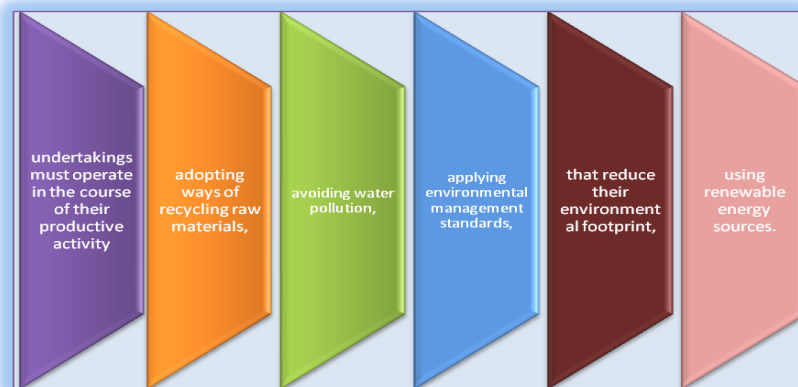 undertakings
must operate
in the course
of their
productive
activity
adopting
ways of
recycling raw
materials,
avoiding water
pollution,
applying
environmental
management
standards,
that reduce
their
environment
al footprint,
using
renewable
energy
sources.